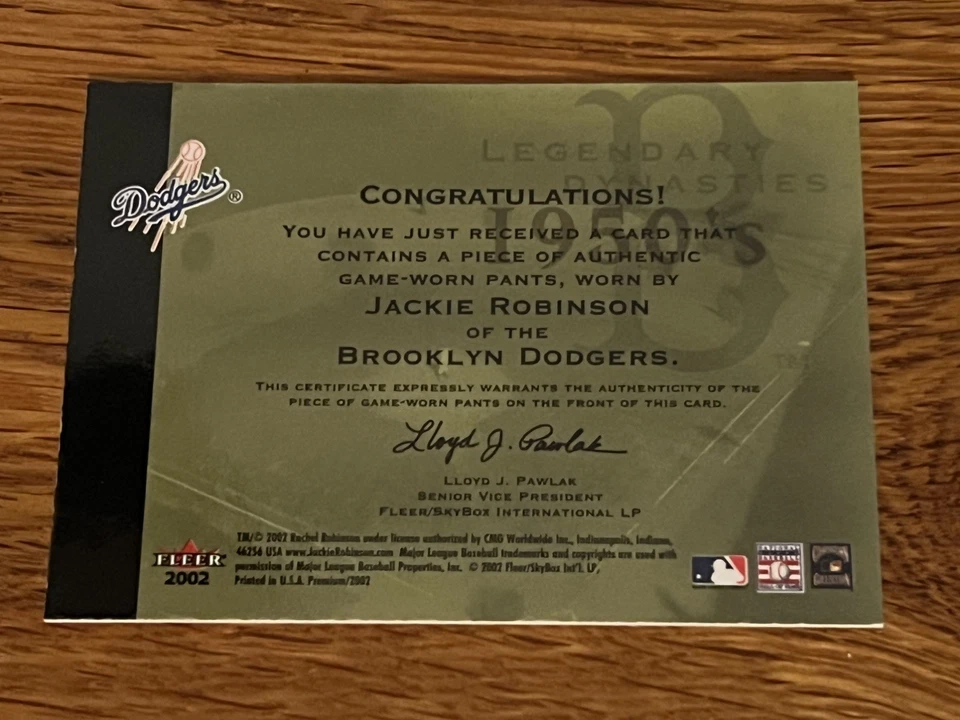 Dodgers ®
LEGENDARY
DYNASTIES
1950's
B
TM
CONGRATULATIONS!
YOU HAVE JUST RECEIVED A CARD THAT
CONTAINS A PIECE OF AUTHENTIC
GAME-WORN PANTS, WORN BY
JACKIE ROBINSON
OF THE
BROOKLYN DODGERS.
THIS CERTIFICATE EXPRESSLY WARRANTS THE AUTHENTICITY OF THE
PIECE OF GAME-WORN PANTS ON THE FRONT OF THIS CARD.
Lloyd J. Pawlak
LLOYD J. PAWLAK
SENIOR VICE PRESIDENT
FLEER/SKYBOX INTERNATIONAL LP
TM/© 2002 Rachel Robinson under license authorized by CMG Worldwide Inc., Indianapolis, Indiana,
46256 USA www.JackieRobinson.com Major League Baseball trademarks and copyrights are used with
permission of Major League Baseball Properties, Inc. © 2002 Fleer/SkyBox Int'l. LP.
Printed in U.S.A. Premium/2002
FLEER
2002